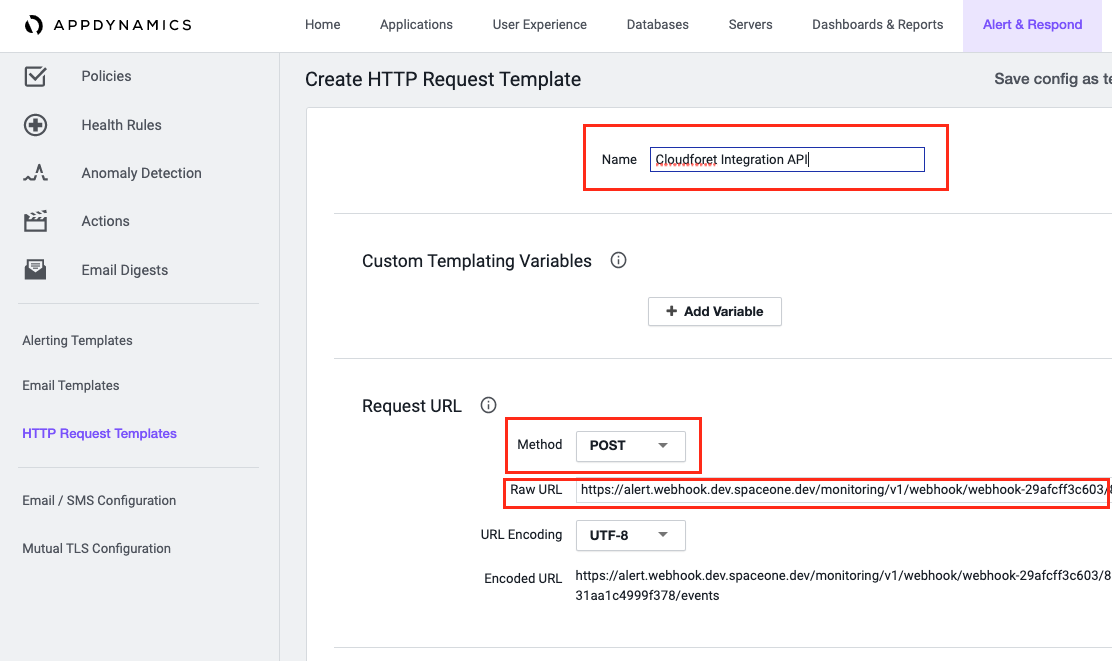 APPDYNAMICS
Home Applications User Experience Databases Servers Dashboards & Reports Alert & Respond
Policies
Health Rules
Anomaly Detection
Actions
Email Digests
Alerting Templates
Email Templates
HTTP Request Templates
Email / SMS Configuration
Mutual TLS Configuration
Create HTTP Request Template Save config as te
Name Cloudforet Integration API
Custom Templating Variables
+ Add Variable
Request URL
Method POST
Raw URL https://alert.webhook.dev.spaceone.dev/monitoring/v1/webhook/webhook-29afcff3c603/8
URL Encoding UTF-8
Encoded URL https://alert.webhook.dev.spaceone.dev/monitoring/v1/webhook/webhook-29afcff3c603/8
31aa1c4999f378/events